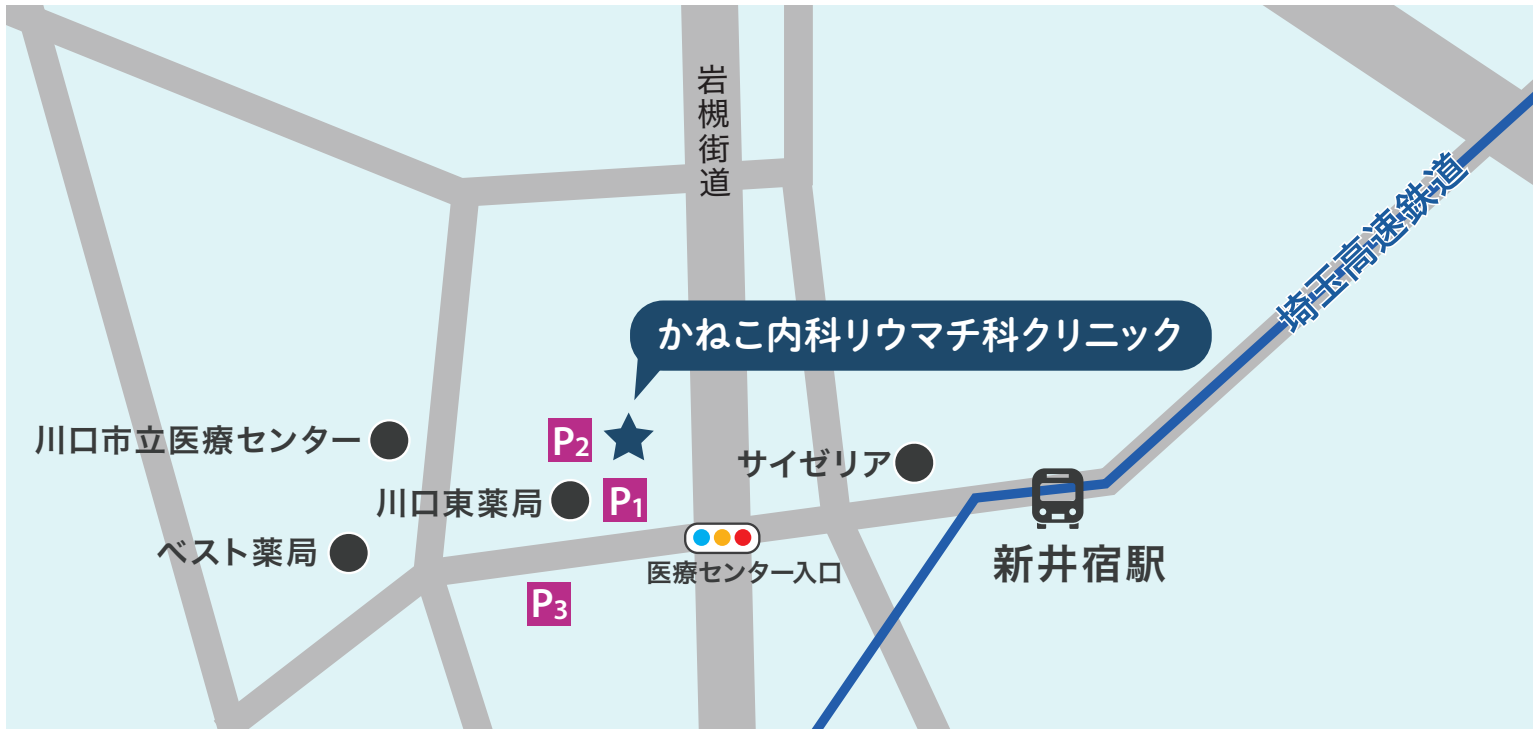 岩槻街道
埼玉高速鉄道
かねこ内科リウマチ科クリニック
川口市立医療センター
P2
サイゼリア
川口東薬局
P1
ベスト薬局
医療センター入口
新井宿駅
P3